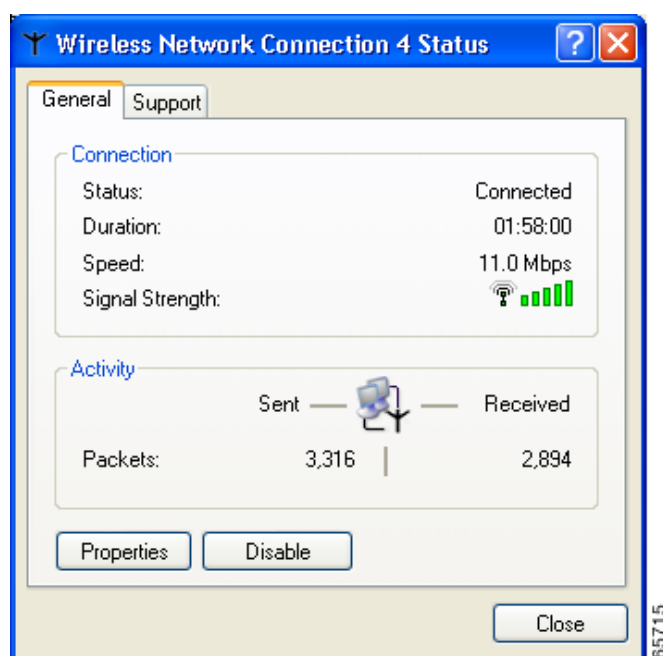 Wireless Network Connection 4 Status
General Support
Connection
Status: Connected
Duration: 01:58:00
Speed: 11.0 Mbps
Signal Strength:
Activity
Sent Received
Packets: 3,316 2,894
Properties Disable
Close
65715